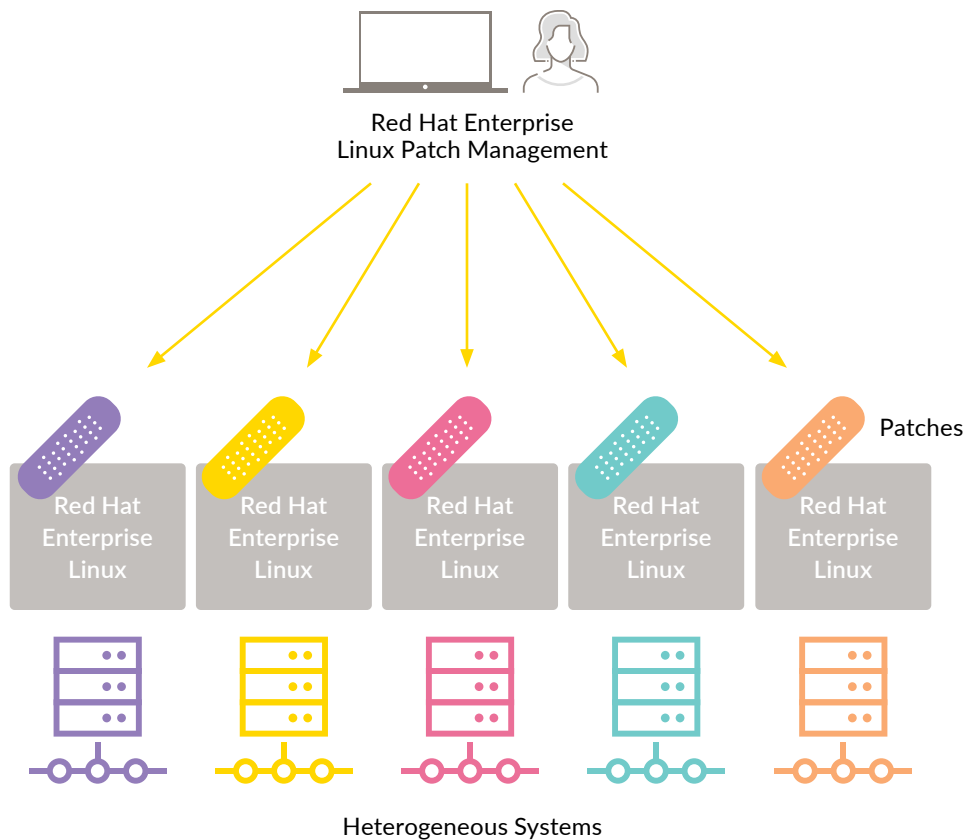 Red Hat Enterprise
Linux Patch Management
Patches
Red Hat
Enterprise
Linux
Red Hat
Enterprise
Linux
Red Hat
Enterprise
Linux
Red Hat
Enterprise
Linux
Red Hat
Enterprise
Linux
Heterogeneous Systems